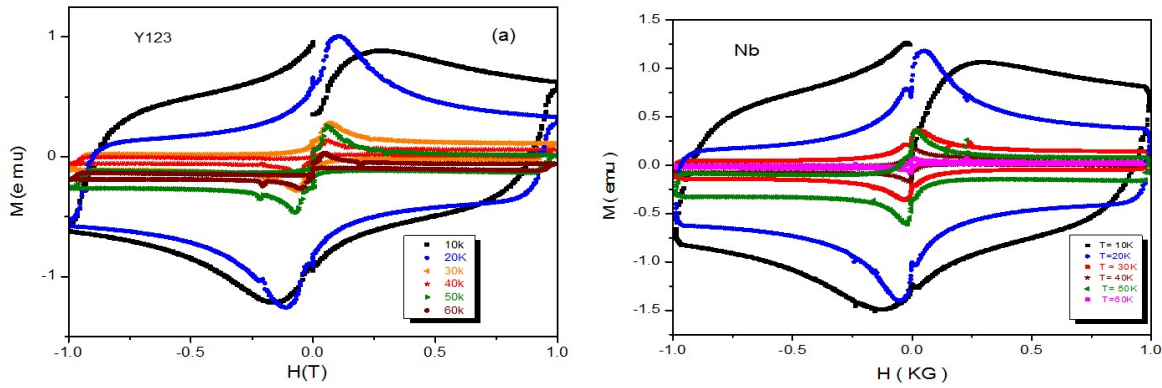 Y123
(a)
1
0
-1
M(e mu)
-1.0
-0.5
0.0
0.5
1.0
H(T)
10k
20K
30k
40k
50k
60k
Nb
1.5
1.0
0.5
0.0
-0.5
-1.0
-1.5
M( emu)
-1.0
-0.5
0.0
0.5
1.0
H ( KG )
T= 10K
T=20K
T = 30K
T = 40K
T = 50K
T=60K